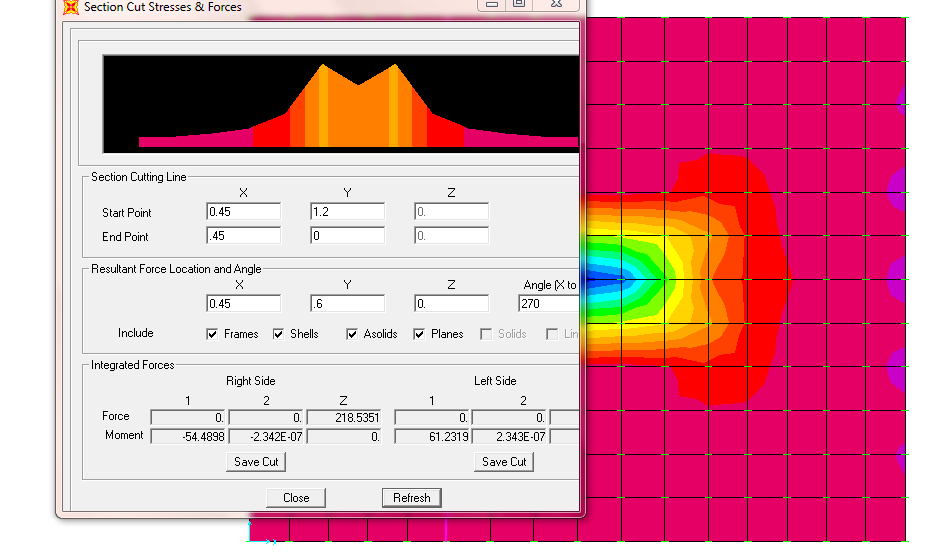 Section Cut Stresses & Forces
Section Cutting Line
X Y Z
Start Point 0.45 1.2 0.
End Point .45 0 0.
Resultant Force Location and Angle
X Y Z Angle (X to
0.45 .6 0. 270
Include Frames Shells Asolids Planes Solids Lin
Integrated Forces
Right Side Left Side
1 2 Z 1 2
Force 0. 0. 218.5351 0. 0.
Moment -54.4898 -2.342E-07 0. 61.2319 2.343E-07
Save Cut Save Cut
Close Refresh